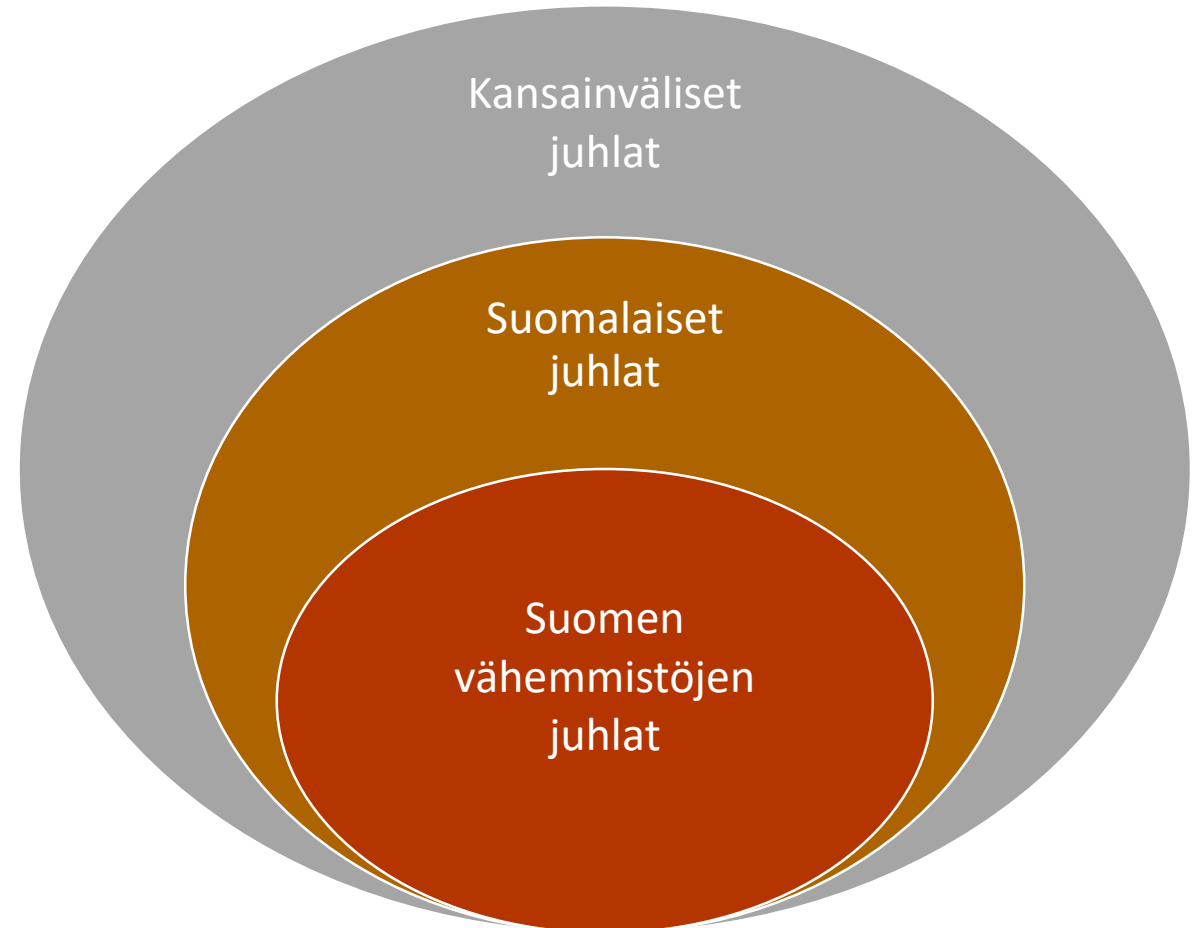 Kansainväliset
juhlat
Suomalaiset
juhlat
Suomen
vähemmistöjen
juhlat